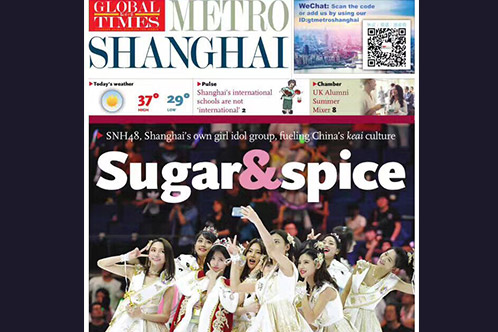 GLOBAL TIMES
METRO
SHANGHAI
WeChat: Scan the code
or add us by using our
ID:gtmetroshanghai
Today's weather
37° 29°
HIGH LOW
Pulse
Shanghai's international
schools are not
'international' 2
Chamber
UK Alumni
Summer
Mixer 8
SNH48, Shanghai's own girl idol group, fueling China's keai culture
Sugar&spice